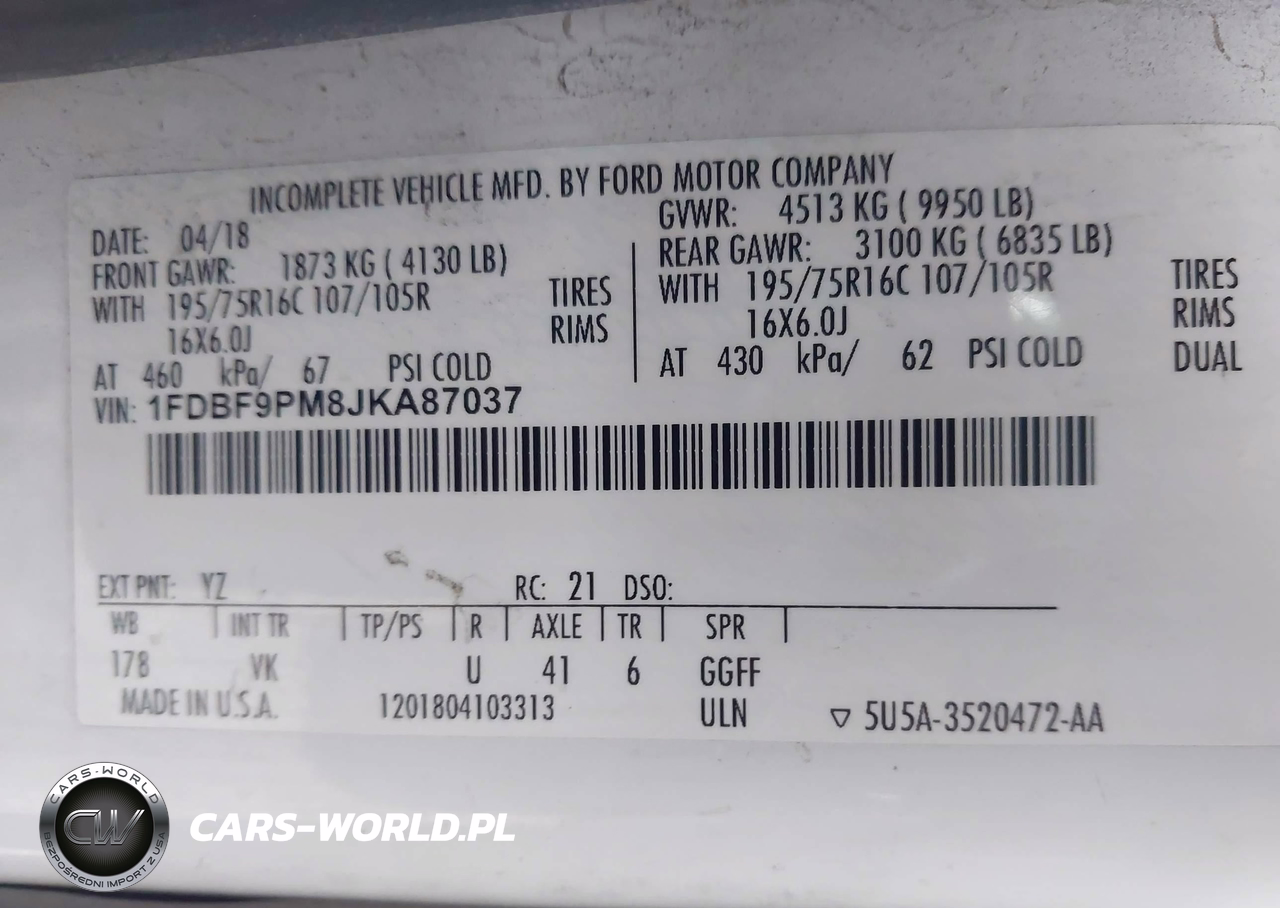 INCOMPLETE VEHICLE MFD. BY FORD MOTOR COMPANY
DATE: 04/18
GVWR: 4513 KG ( 9950 LB)
FRONT GAWR: 1873 KG ( 4130 LB)
REAR GAWR: 3100 KG ( 6835 LB)
WITH 195/75R16C 107/105R TIRES
WITH 195/75R16C 107/105R TIRES
16X6.0J RIMS
16X6.0J RIMS
AT 460 kPa/ 67 PSI COLD
AT 430 kPa/ 62 PSI COLD DUAL
VIN: 1FDBF9PM8JKA87037
EXT PNT: YZ RC: 21 DSO:
WB | INT TR | TP/PS | R | AXLE | TR | SPR |
178 VK U 41 6 GGFF
MADE IN U.S.A. 1201804103313 ULN ▽ 5U5A-3520472-AA
CARS-WORLD
CW
BEZPOŚREDNI IMPORT Z USA
CARS-WORLD.PL